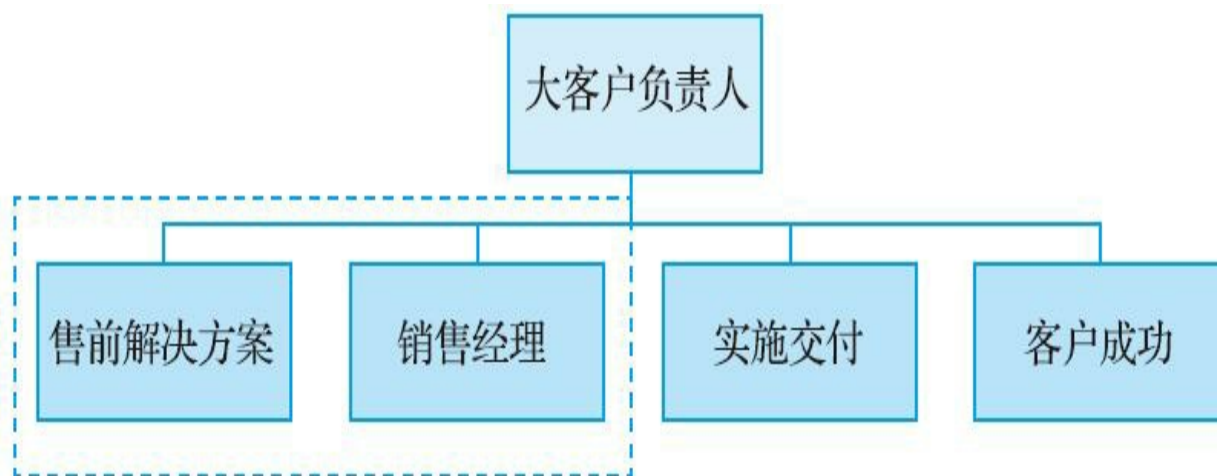 大客户负责人
售前解决方案
销售经理
实施交付
客户成功